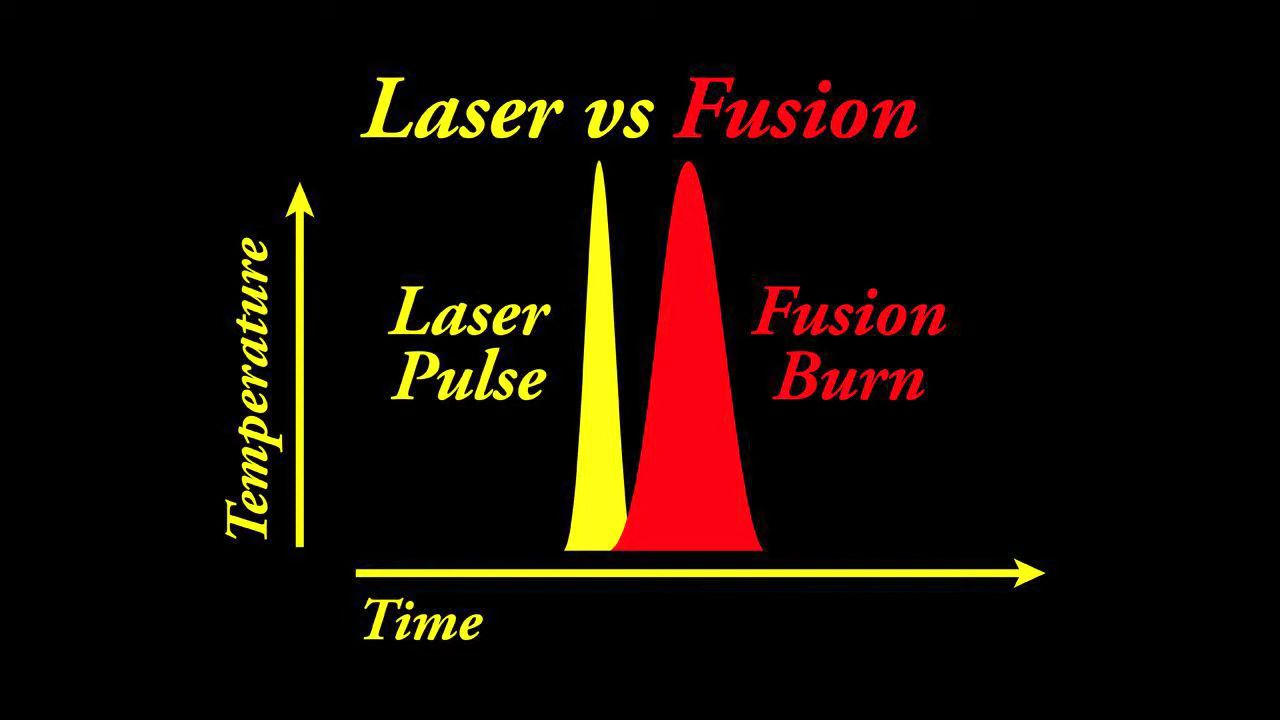 Laser vs Fusion
Temperature
Laser
Pulse
Fusion
Burn
Time